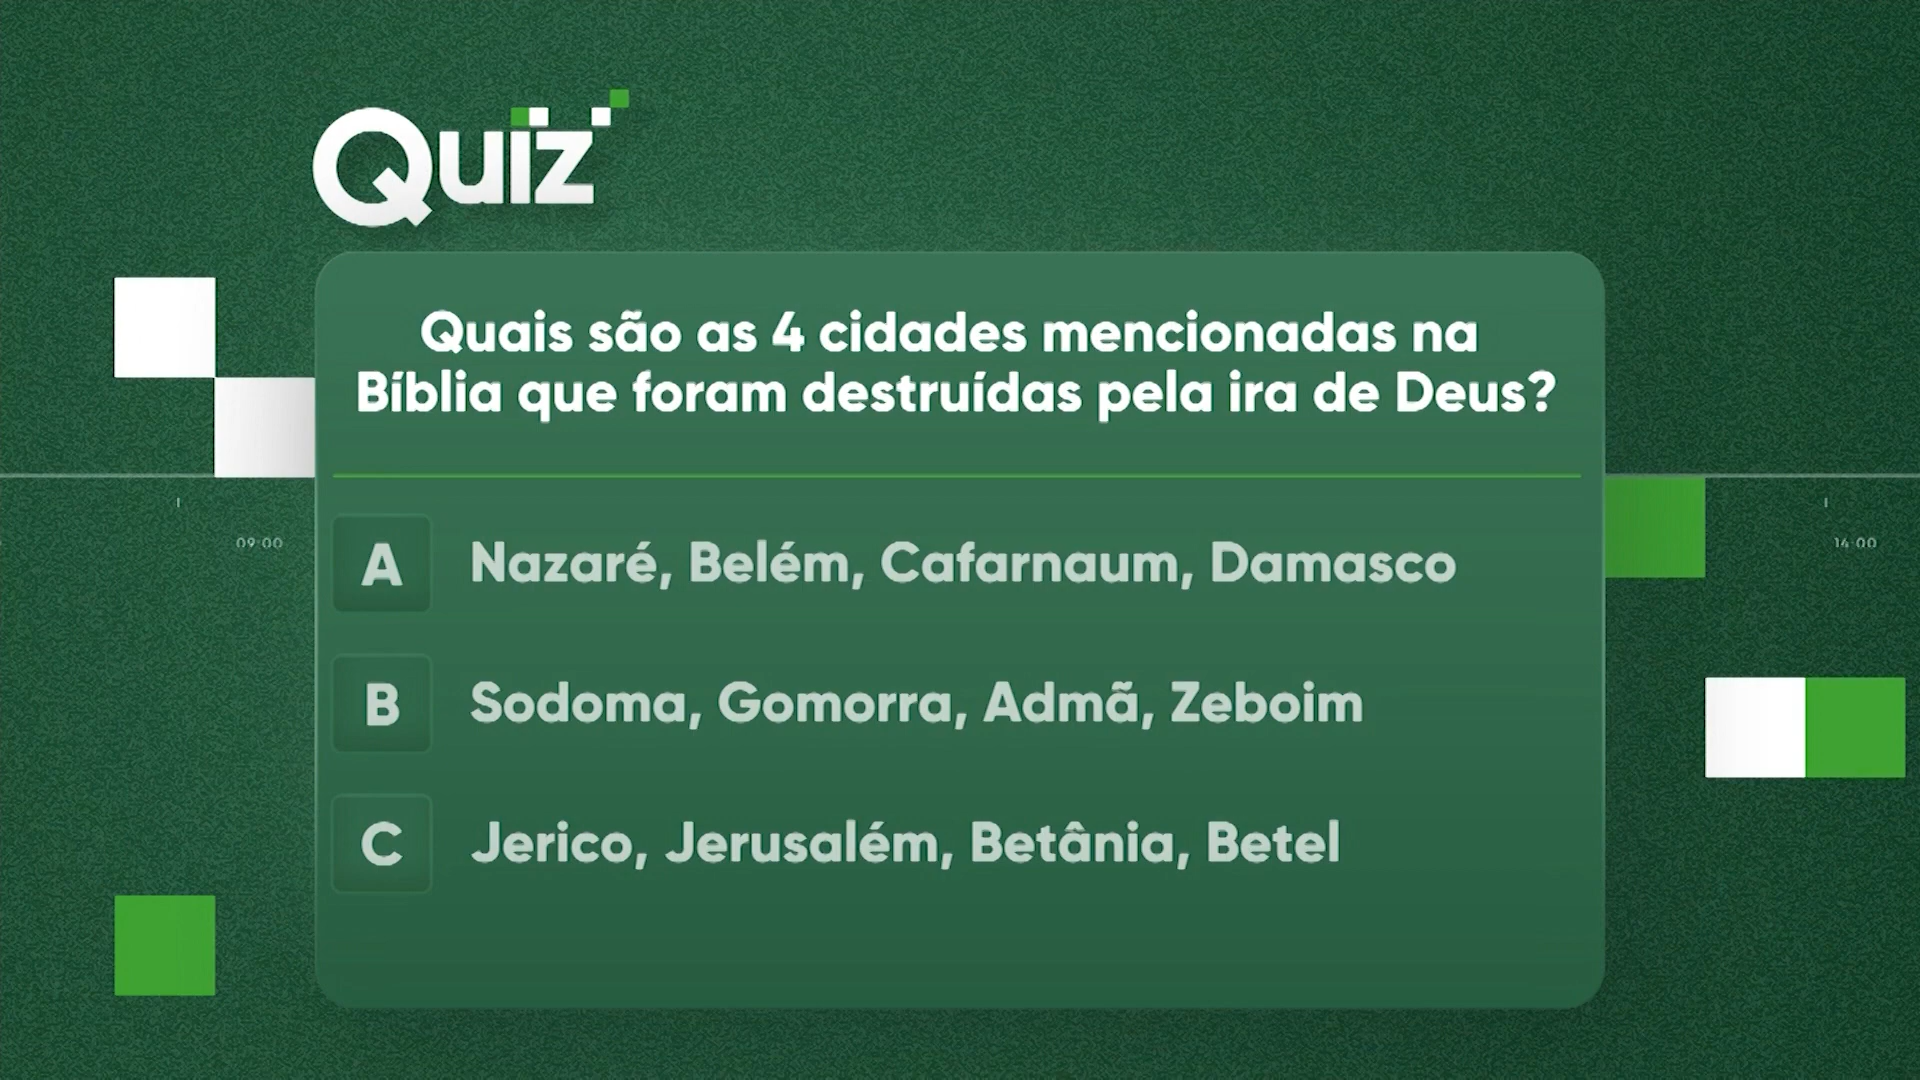 Quiz
Quais são as 4 cidades mencionadas na
Bíblia que foram destruídas pela ira de Deus?
09:00
14:00
A Nazaré, Belém, Cafarnaum, Damasco
B Sodoma, Gomorra, Admã, Zeboim
C Jerico, Jerusalém, Betânia, Betel